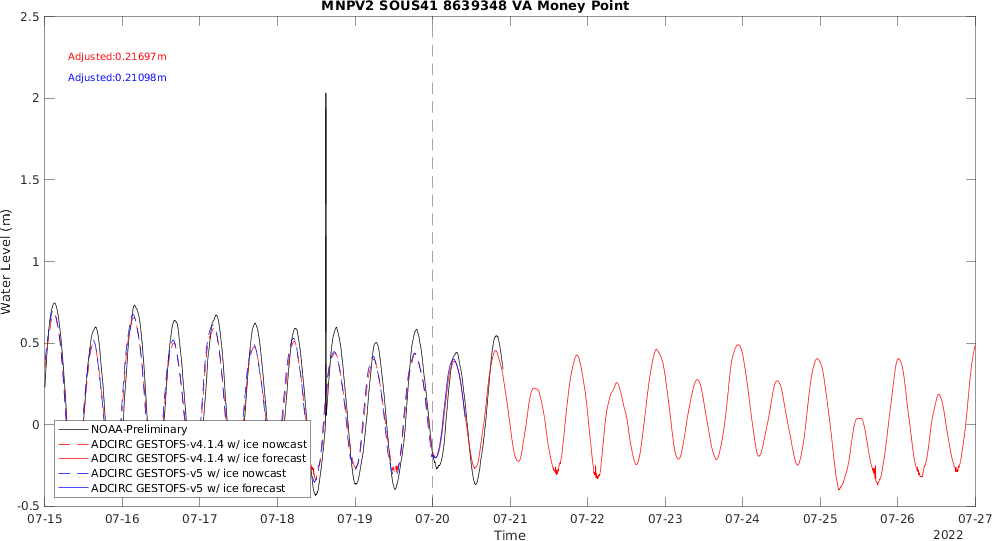 MNPV2 SOUS41 8639348 VA Money Point
2.5
2
1.5
1
0.5
0
-0.5
Water Level (m)
Adjusted:0.21697m
Adjusted:0.21098m
NOAA-Preliminary
ADCIRC GESTOFS-v4.1.4 w/ ice nowcast
ADCIRC GESTOFS-v4.1.4 w/ ice forecast
ADCIRC GESTOFS-v5 w/ ice nowcast
ADCIRC GESTOFS-v5 w/ ice forecast
07-15 07-16 07-17 07-18 07-19 07-20 07-21 07-22 07-23 07-24 07-25 07-26 07-27
Time
2022